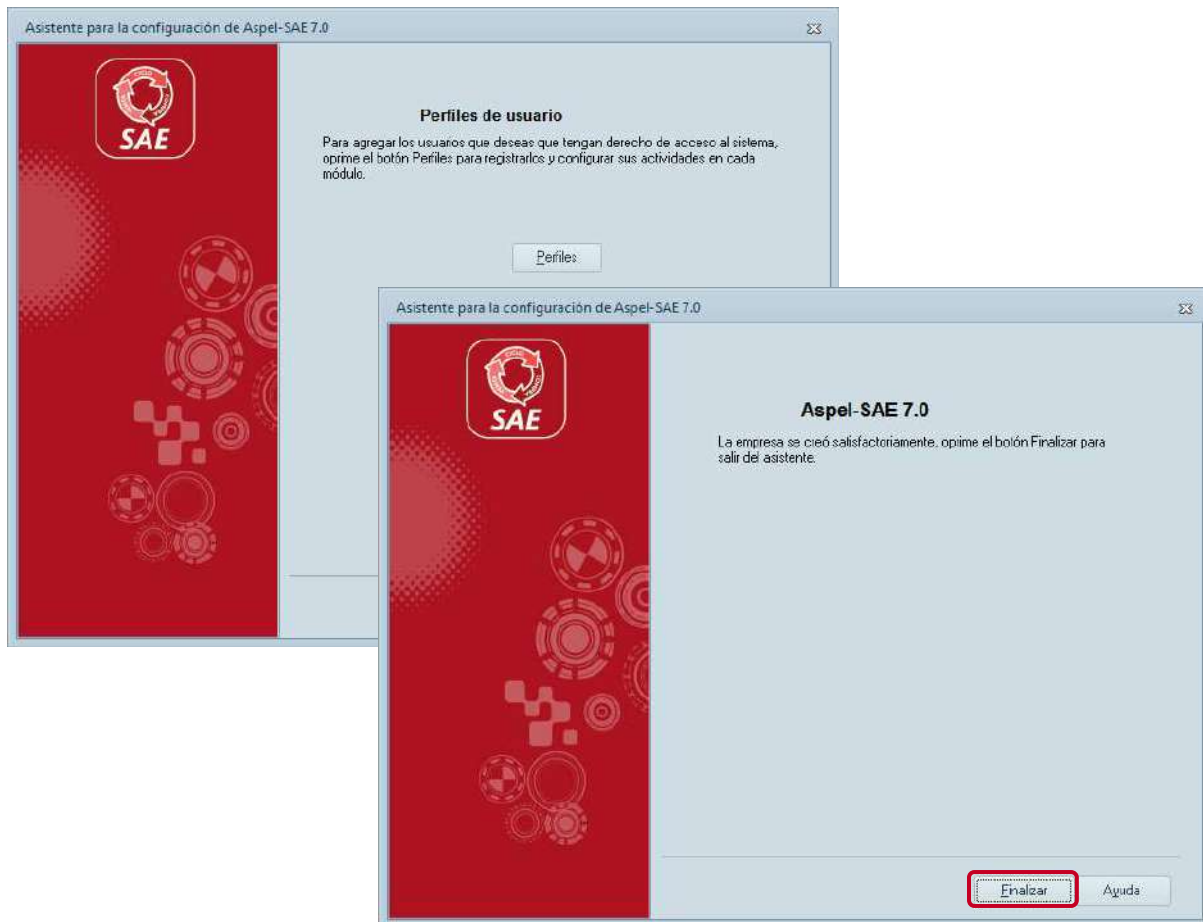 Asistente para la configuración de Aspel-SAE 7.0
SAE
Perfiles de usuario
Para agregar los usuarios que deseas que tengan derecho de acceso al sistema,
oprime el botón Perfiles para registrarlos y configurar sus actividades en cada
módulo.
Perfiles
Asistente para la configuración de Aspel-SAE 7.0
SAE
Aspel-SAE 7.0
La empresa se creó satisfactoriamente, oprime el botón Finalizar para
salir del asistente.
Finalizar
Ayuda